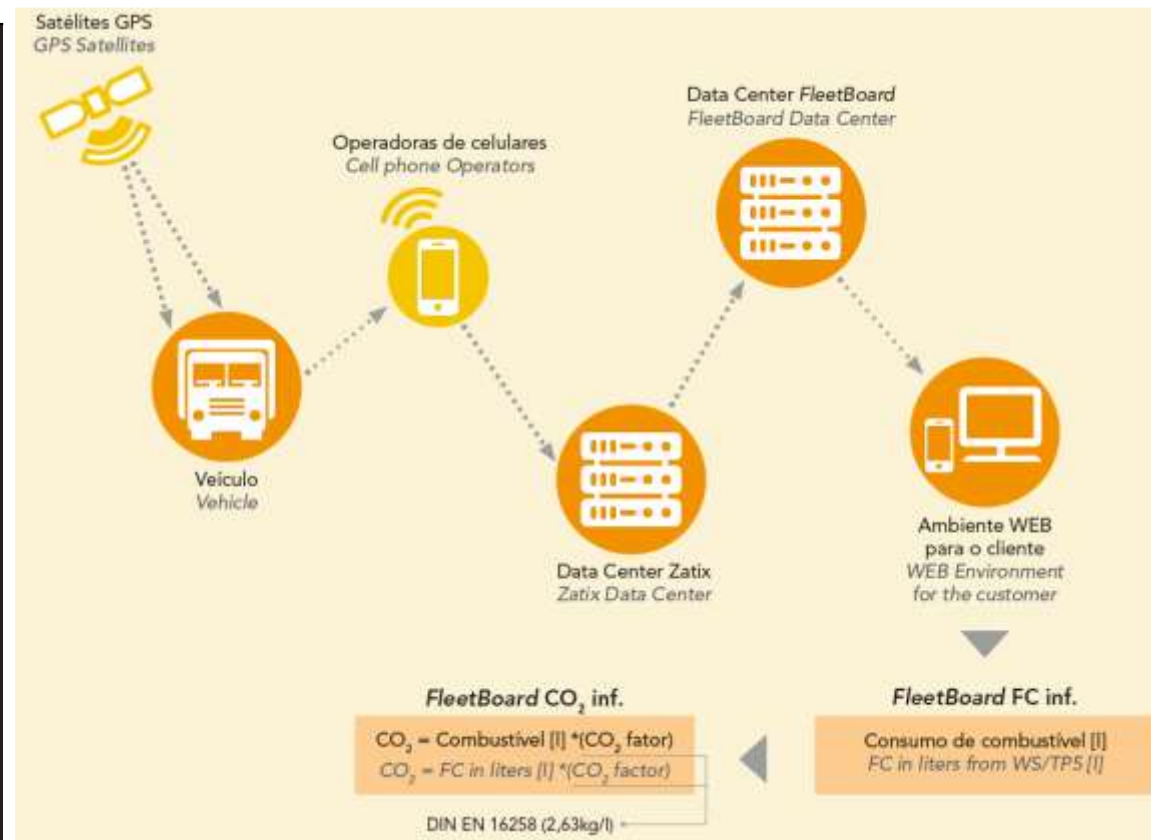 Satélites GPS
GPS Satellites
Operadoras de celulares
Cell phone Operators
Data Center FleetBoard
FleetBoard Data Center
Veículo
Vehicle
Data Center Zatix
Zatix Data Center
Ambiente WEB
para o cliente
WEB Environment
for the customer
FleetBoard CO₂ inf.
CO₂ = Combustível [l] *(CO₂ fator)
CO₂ = FC in liters [l] *(CO₂ factor)
DIN EN 16258 (2,63kg/l)
FleetBoard FC inf.
Consumo de combustível [l]
FC in liters from WS/TP5 [l]